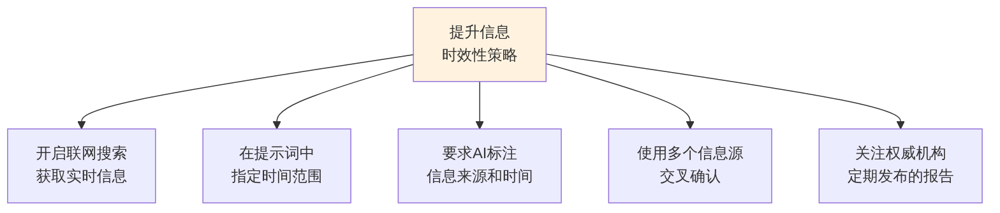 提升信息
时效性策略
开启联网搜索
获取实时信息
在提示词中
指定时间范围
要求AI标注
信息来源和时间
使用多个信息源
交叉确认
关注权威机构
定期发布的报告